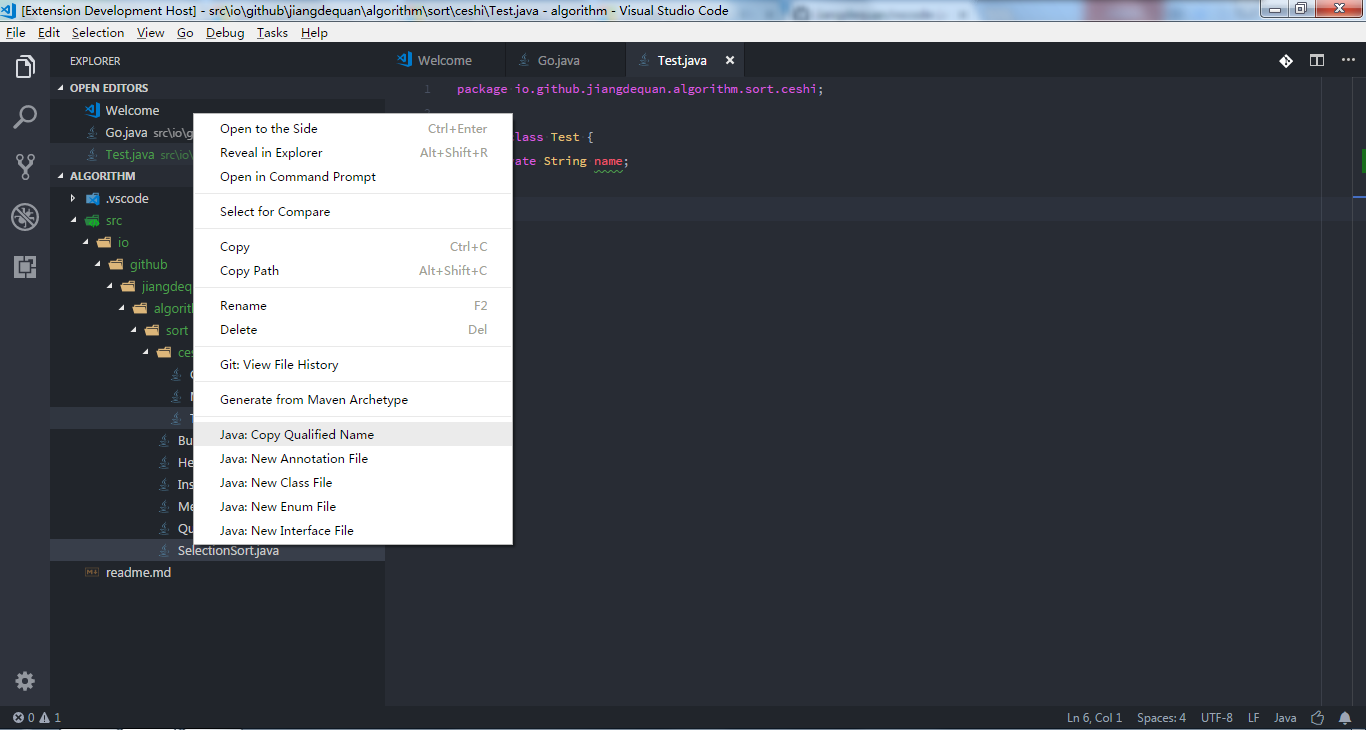 [Extension Development Host] - src\io\github\jiangdequan\algorithm\sort\ceshi\Test.java - algorithm - Visual Studio Code
File Edit Selection View Go Debug Tasks Help
EXPLORER
Welcome Go.java Test.java
OPEN EDITORS
Welcome
Go.java src\io\g
Test.java src\io\
ALGORITHM
.vscode
src
io
github
jiangdeq
algorith
sort
ces
Bu
He
Ins
Me
Qu
SelectionSort.java
readme.md
Open to the Side Ctrl+Enter
Reveal in Explorer Alt+Shift+R
Open in Command Prompt
Select for Compare
Copy Ctrl+C
Copy Path Alt+Shift+C
Rename F2
Delete Del
Git: View File History
Generate from Maven Archetype
Java: Copy Qualified Name
Java: New Annotation File
Java: New Class File
Java: New Enum File
Java: New Interface File
1 package io.github.jiangdequan.algorithm.sort.ceshi;
2
lass Test {
ate String name;
0 1
Ln 6, Col 1 Spaces: 4 UTF-8 LF Java